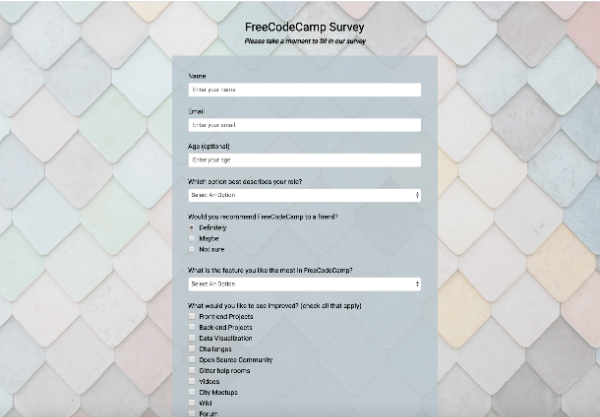 FreeCodeCamp Survey
Please take a moment to fill in our survey
Name
Enter your name
Email
Enter your email
Age (optional)
Enter your age
Which option best describes your role?
Select An Option
Would you recommend FreeCodeCamp to a friend?
Definitely
Maybe
Not sure
What is the feature you like the most in FreeCodeCamp?
Select An Option
What would you like to see improved? (check all that apply)
Front-end Projects
Back-end Projects
Data Visualization
Challenges
Open Source Community
Gitter help rooms
Videos
City Meetups
Wiki
Forum